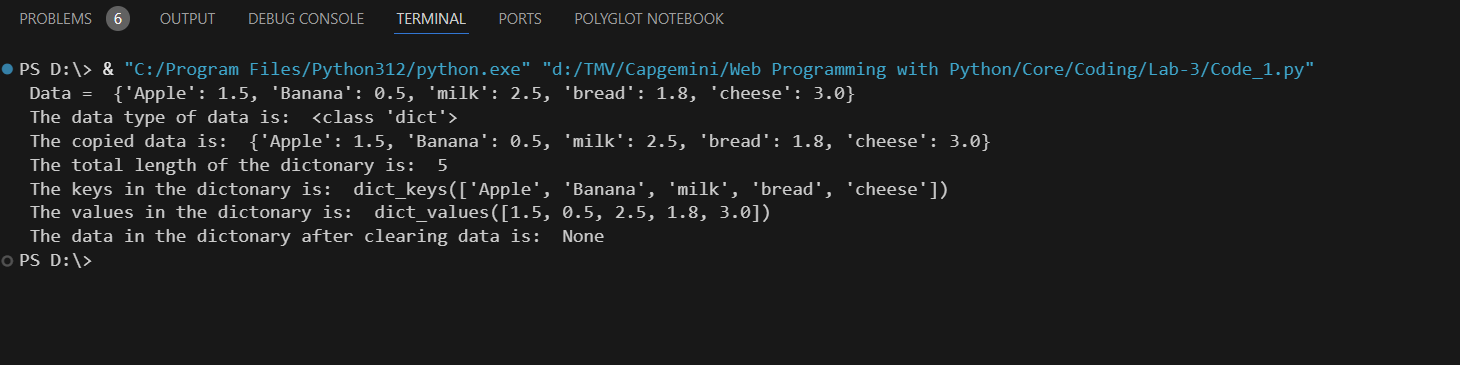 PROBLEMS 6 OUTPUT DEBUG CONSOLE TERMINAL PORTS POLYGLOT NOTEBOOK
PS D:\> & "C:/Program Files/Python312/python.exe" "d:/TMV/Capgemini/Web Programming with Python/Core/Coding/Lab-3/Code_1.py"
Data =  {'Apple': 1.5, 'Banana': 0.5, 'milk': 2.5, 'bread': 1.8, 'cheese': 3.0}
The data type of data is:  <class 'dict'>
The copied data is:  {'Apple': 1.5, 'Banana': 0.5, 'milk': 2.5, 'bread': 1.8, 'cheese': 3.0}
The total length of the dictonary is:  5
The keys in the dictonary is:  dict_keys(['Apple', 'Banana', 'milk', 'bread', 'cheese'])
The values in the dictonary is:  dict_values([1.5, 0.5, 2.5, 1.8, 3.0])
The data in the dictonary after clearing data is:  None
PS D:\>